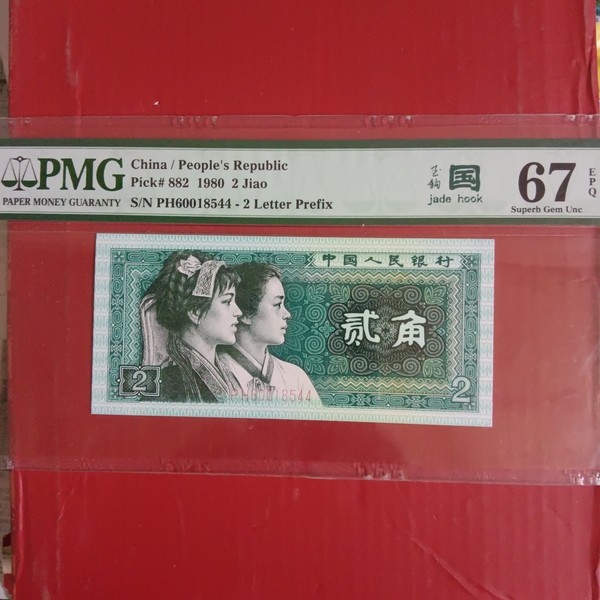 PMG
PAPER MONEY GUARANTY
China / People's Republic
Pick# 882 1980 2 Jiao
S/N PH60018544 - 2 Letter Prefix
玉钩
国
jade hook
67
EPQ
Superb Gem Unc
中国人民银行
贰角
2
2
PH60018544